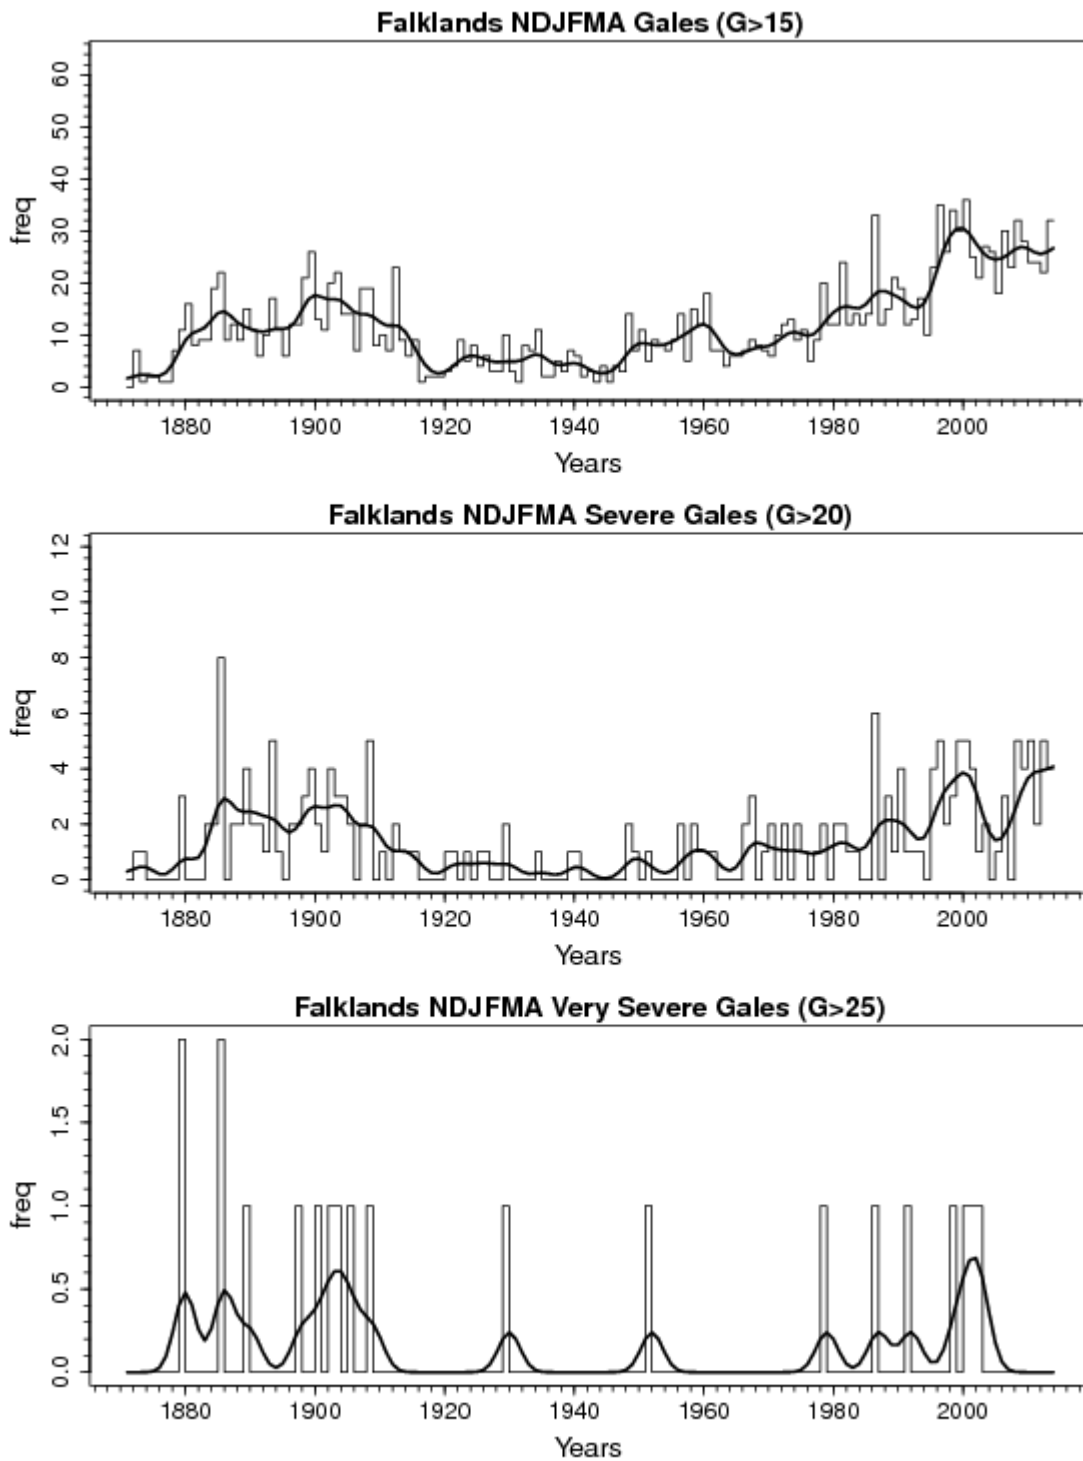 Falklands NDJFMA Gales (G>15)
60
50
40
30
20
10
0
freq
1880 1900 1920 1940 1960 1980 2000
Years
Falklands NDJFMA Severe Gales (G>20)
12
10
8
6
4
2
0
freq
1880 1900 1920 1940 1960 1980 2000
Years
Falklands NDJFMA Very Severe Gales (G>25)
2.0
1.5
1.0
0.5
0.0
freq
1880 1900 1920 1940 1960 1980 2000
Years